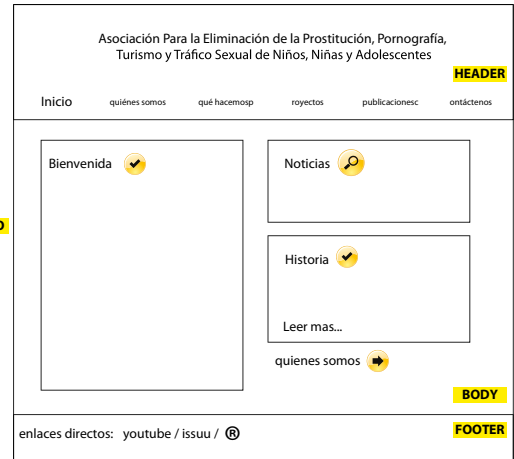 Asociación Para la Eliminación de la Prostitución, Pornografía,
Turismo y Tráfico Sexual de Niños, Niñas y Adolescentes
HEADER
Inicio quiénes somos qué hacemosp royectos publicacionesc ontáctenos
Bienvenida
Noticias
Historia
Leer mas...
quienes somos
BODY
enlaces directos: youtube / issuu / ®
FOOTER